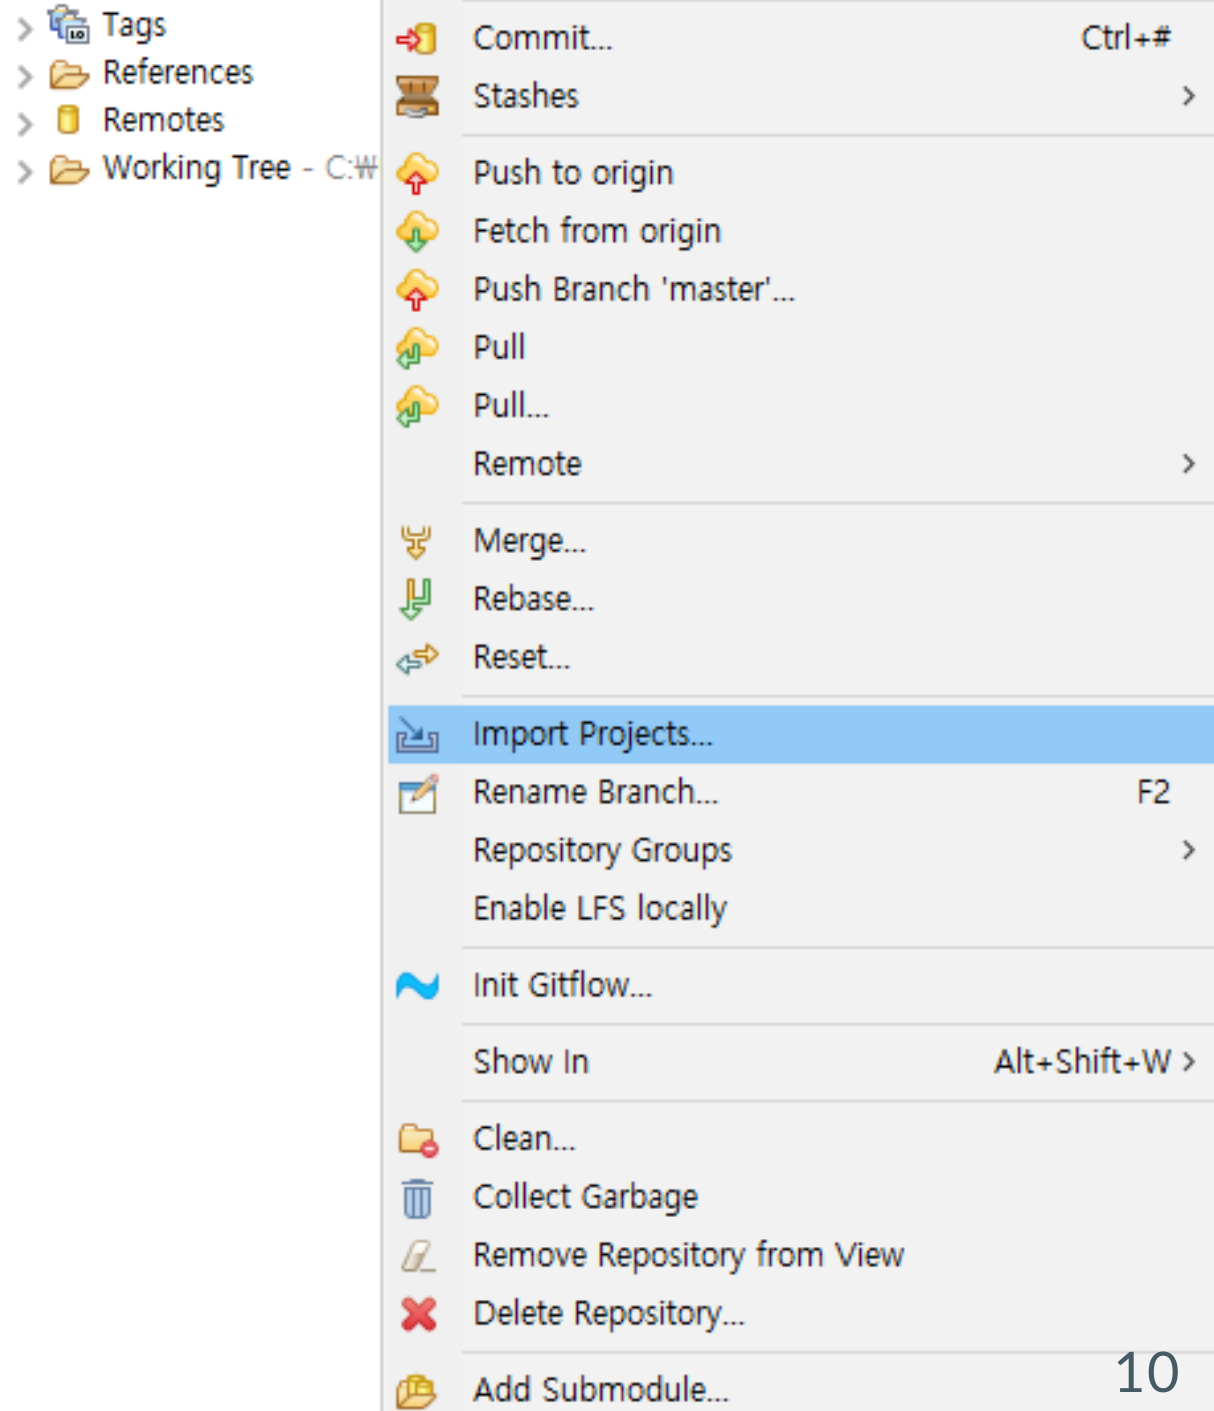 Tags
References
Remotes
Working Tree - C:₩
Commit... Ctrl+#
Stashes
Push to origin
Fetch from origin
Push Branch 'master'...
Pull
Pull...
Remote
Merge...
Rebase...
Reset...
Import Projects...
Rename Branch... F2
Repository Groups
Enable LFS locally
Init Gitflow...
Show In Alt+Shift+W
Clean...
Collect Garbage
Remove Repository from View
Delete Repository...
Add Submodule...
10